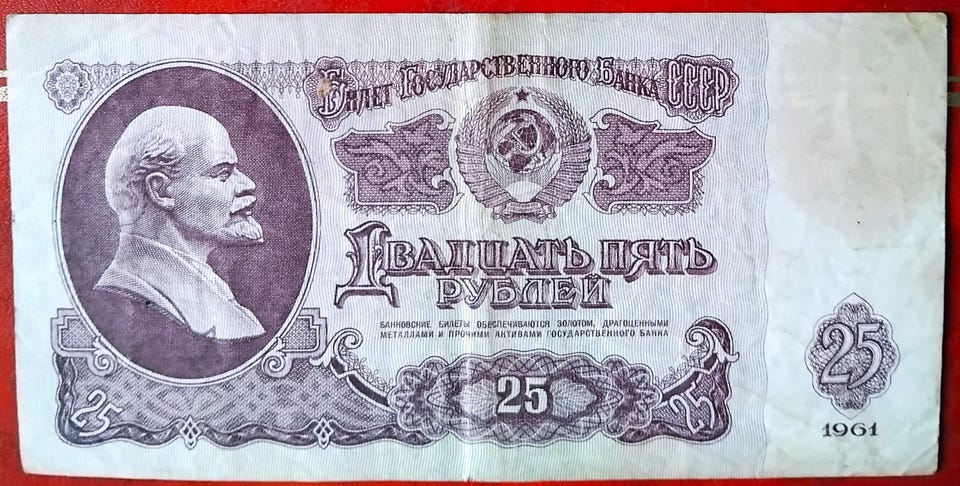 Билет Государственного Банка СССР
Двадцать пять
рублей
БАНКОВСКИЕ БИЛЕТЫ ОБЕСПЕЧИВАЮТСЯ ЗОЛОТОМ, ДРАГОЦЕННЫМИ
МЕТАЛЛАМИ И ПРОЧИМИ АКТИВАМИ ГОСУДАРСТВЕННОГО БАНКА
25
25
25
25
1961